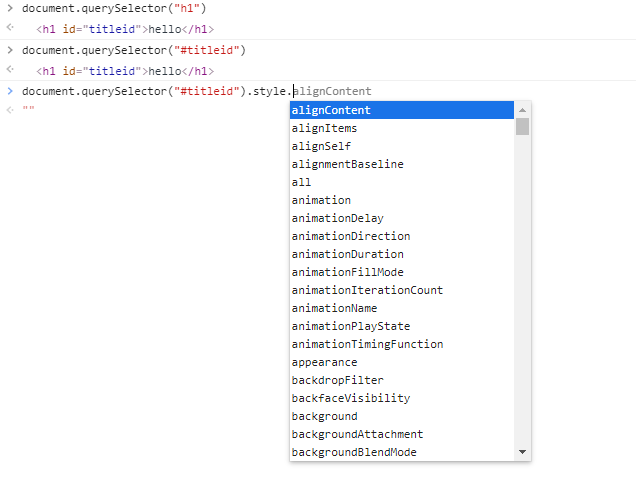 document.querySelector("h1")
<h1 id="titleid">hello</h1>
document.querySelector("#titleid")
<h1 id="titleid">hello</h1>
document.querySelector("#titleid").style.alignContent
""
alignContent
alignItems
alignSelf
alignmentBaseline
all
animation
animationDelay
animationDirection
animationDuration
animationFillMode
animationIterationCount
animationName
animationPlayState
animationTimingFunction
appearance
backdropFilter
backfaceVisibility
background
backgroundAttachment
backgroundBlendMode